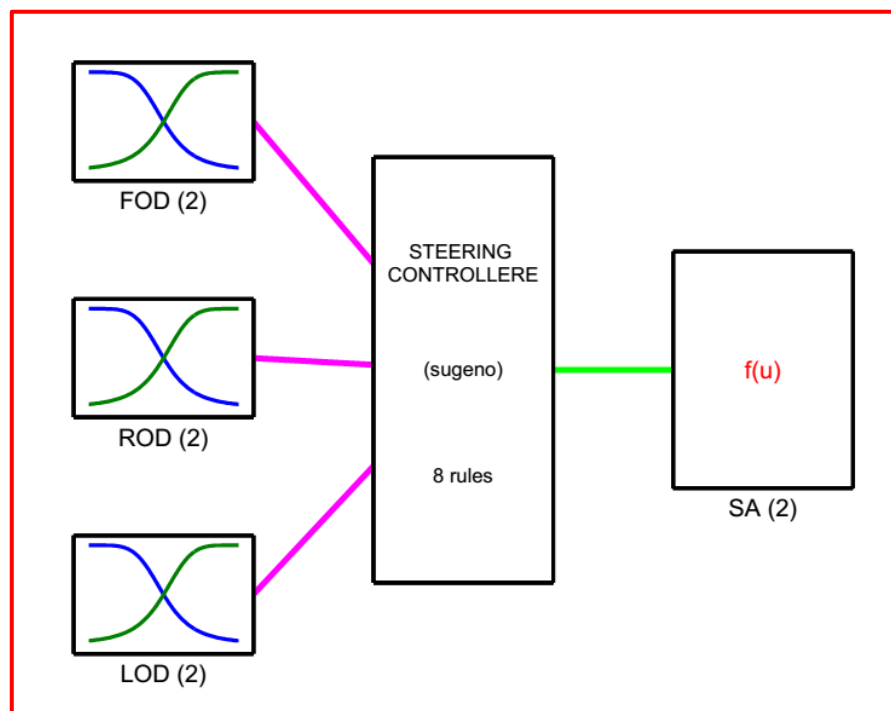 FOD (2)
STEERING
CONTROLLERE
ROD (2)
(sugeno)
f(u)
8 rules
SA (2)
LOD (2)